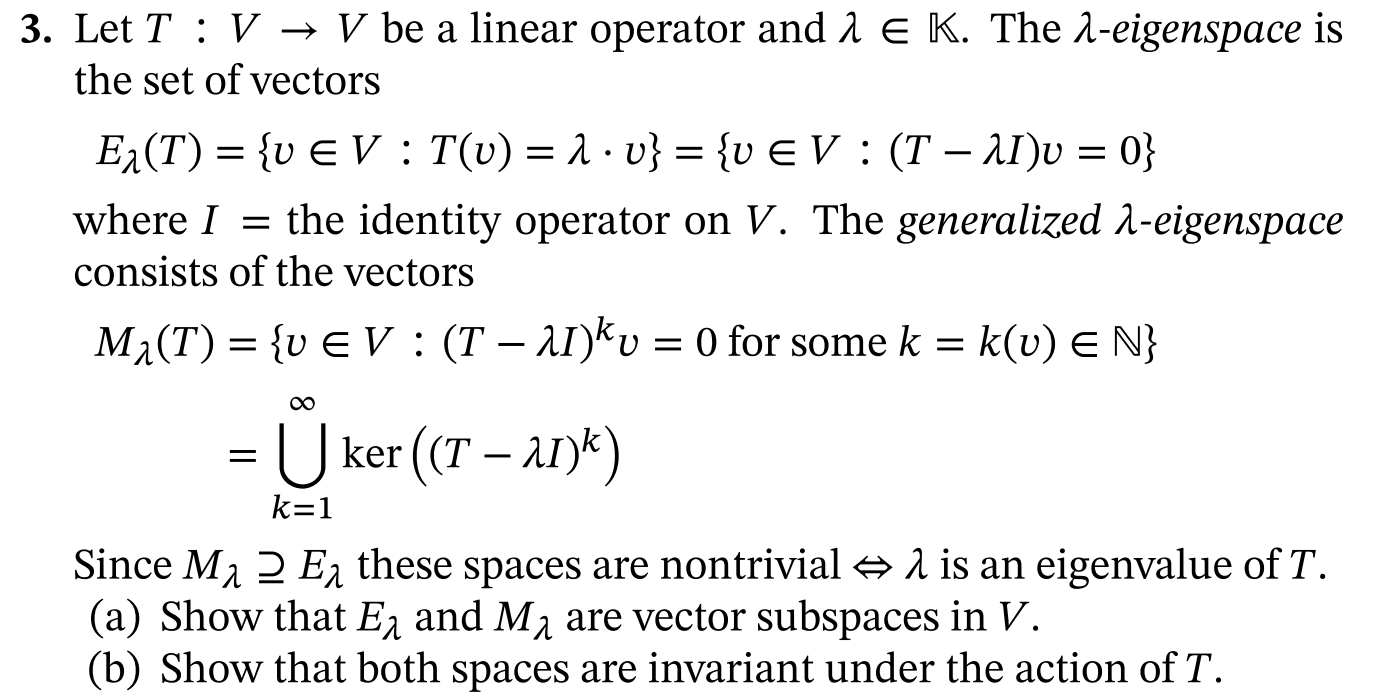 3. Let T : V → V be a linear operator and λ ∈ 𝕂. The λ-eigenspace is
the set of vectors
E_λ(T) = {v ∈ V : T(v) = λ · v} = {v ∈ V : (T − λI)v = 0}
where I = the identity operator on V. The generalized λ-eigenspace
consists of the vectors
M_λ(T) = {v ∈ V : (T − λI)^k v = 0 for some k = k(v) ∈ ℕ}
= ⋃_{k=1}^{∞} ker((T − λI)^k)
Since M_λ ⊇ E_λ these spaces are nontrivial ⇔ λ is an eigenvalue of T.
(a) Show that E_λ and M_λ are vector subspaces in V.
(b) Show that both spaces are invariant under the action of T.